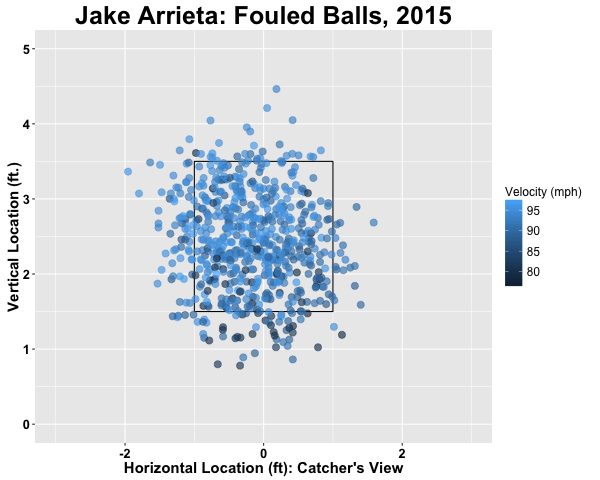 Jake Arrieta: Fouled Balls, 2015
5
4
3
2
1
0
Vertical Location (ft.)
-2 0 2
Horizontal Location (ft): Catcher's View
Velocity (mph)
95
90
85
80